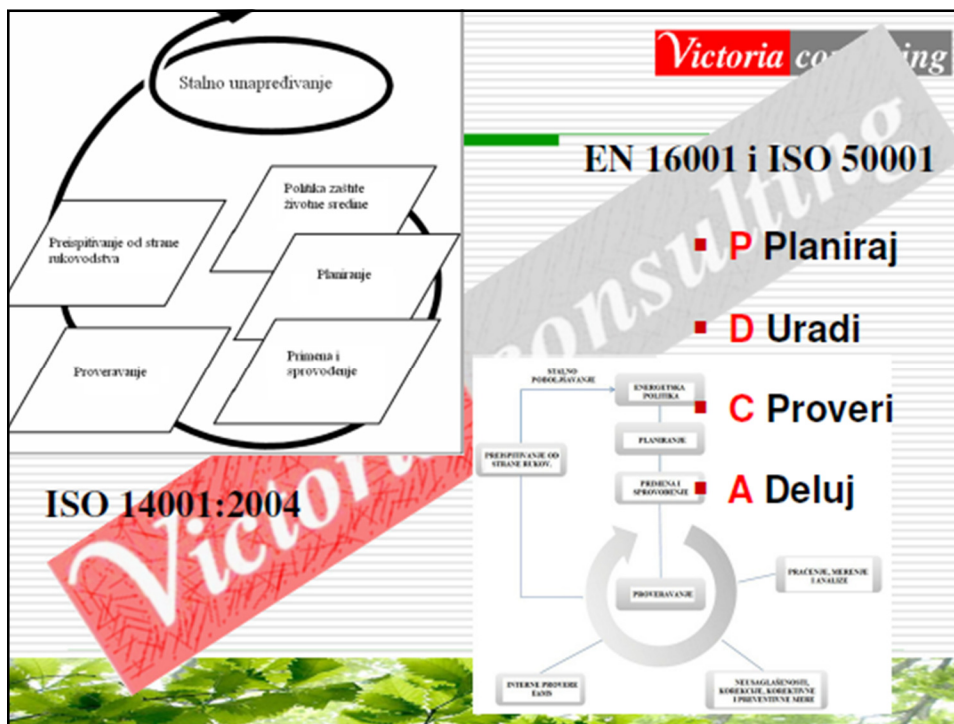 Stalno unapređivanje
Politika zaštite
životne sredine
Preispitivanje od strane
rukovodstva
Planiranje
Primena i
sprovođenje
Proveravanje
ISO 14001:2004
Victoria consulting
EN 16001 i ISO 50001
P Planiraj
D Uradi
C Proveri
A Deluj
STALNO
POBOLJŠAVANJE
ENERGETSKA
POLITIKA
PLANIRANJE
PREISPITIVANJE OD
STRANE RUKOV.
PRIMENA I
SPROVOĐENJE
PROVERAVANJE
PRAĆENJE, MERENJE
I ANALIZE
INTERNE PROVERE
EnMS
NEUSAGLAŠENOSTI,
KOREKCIJE, KOREKTIVNE
I PREVENTIVNE MERE
Victoria consulting